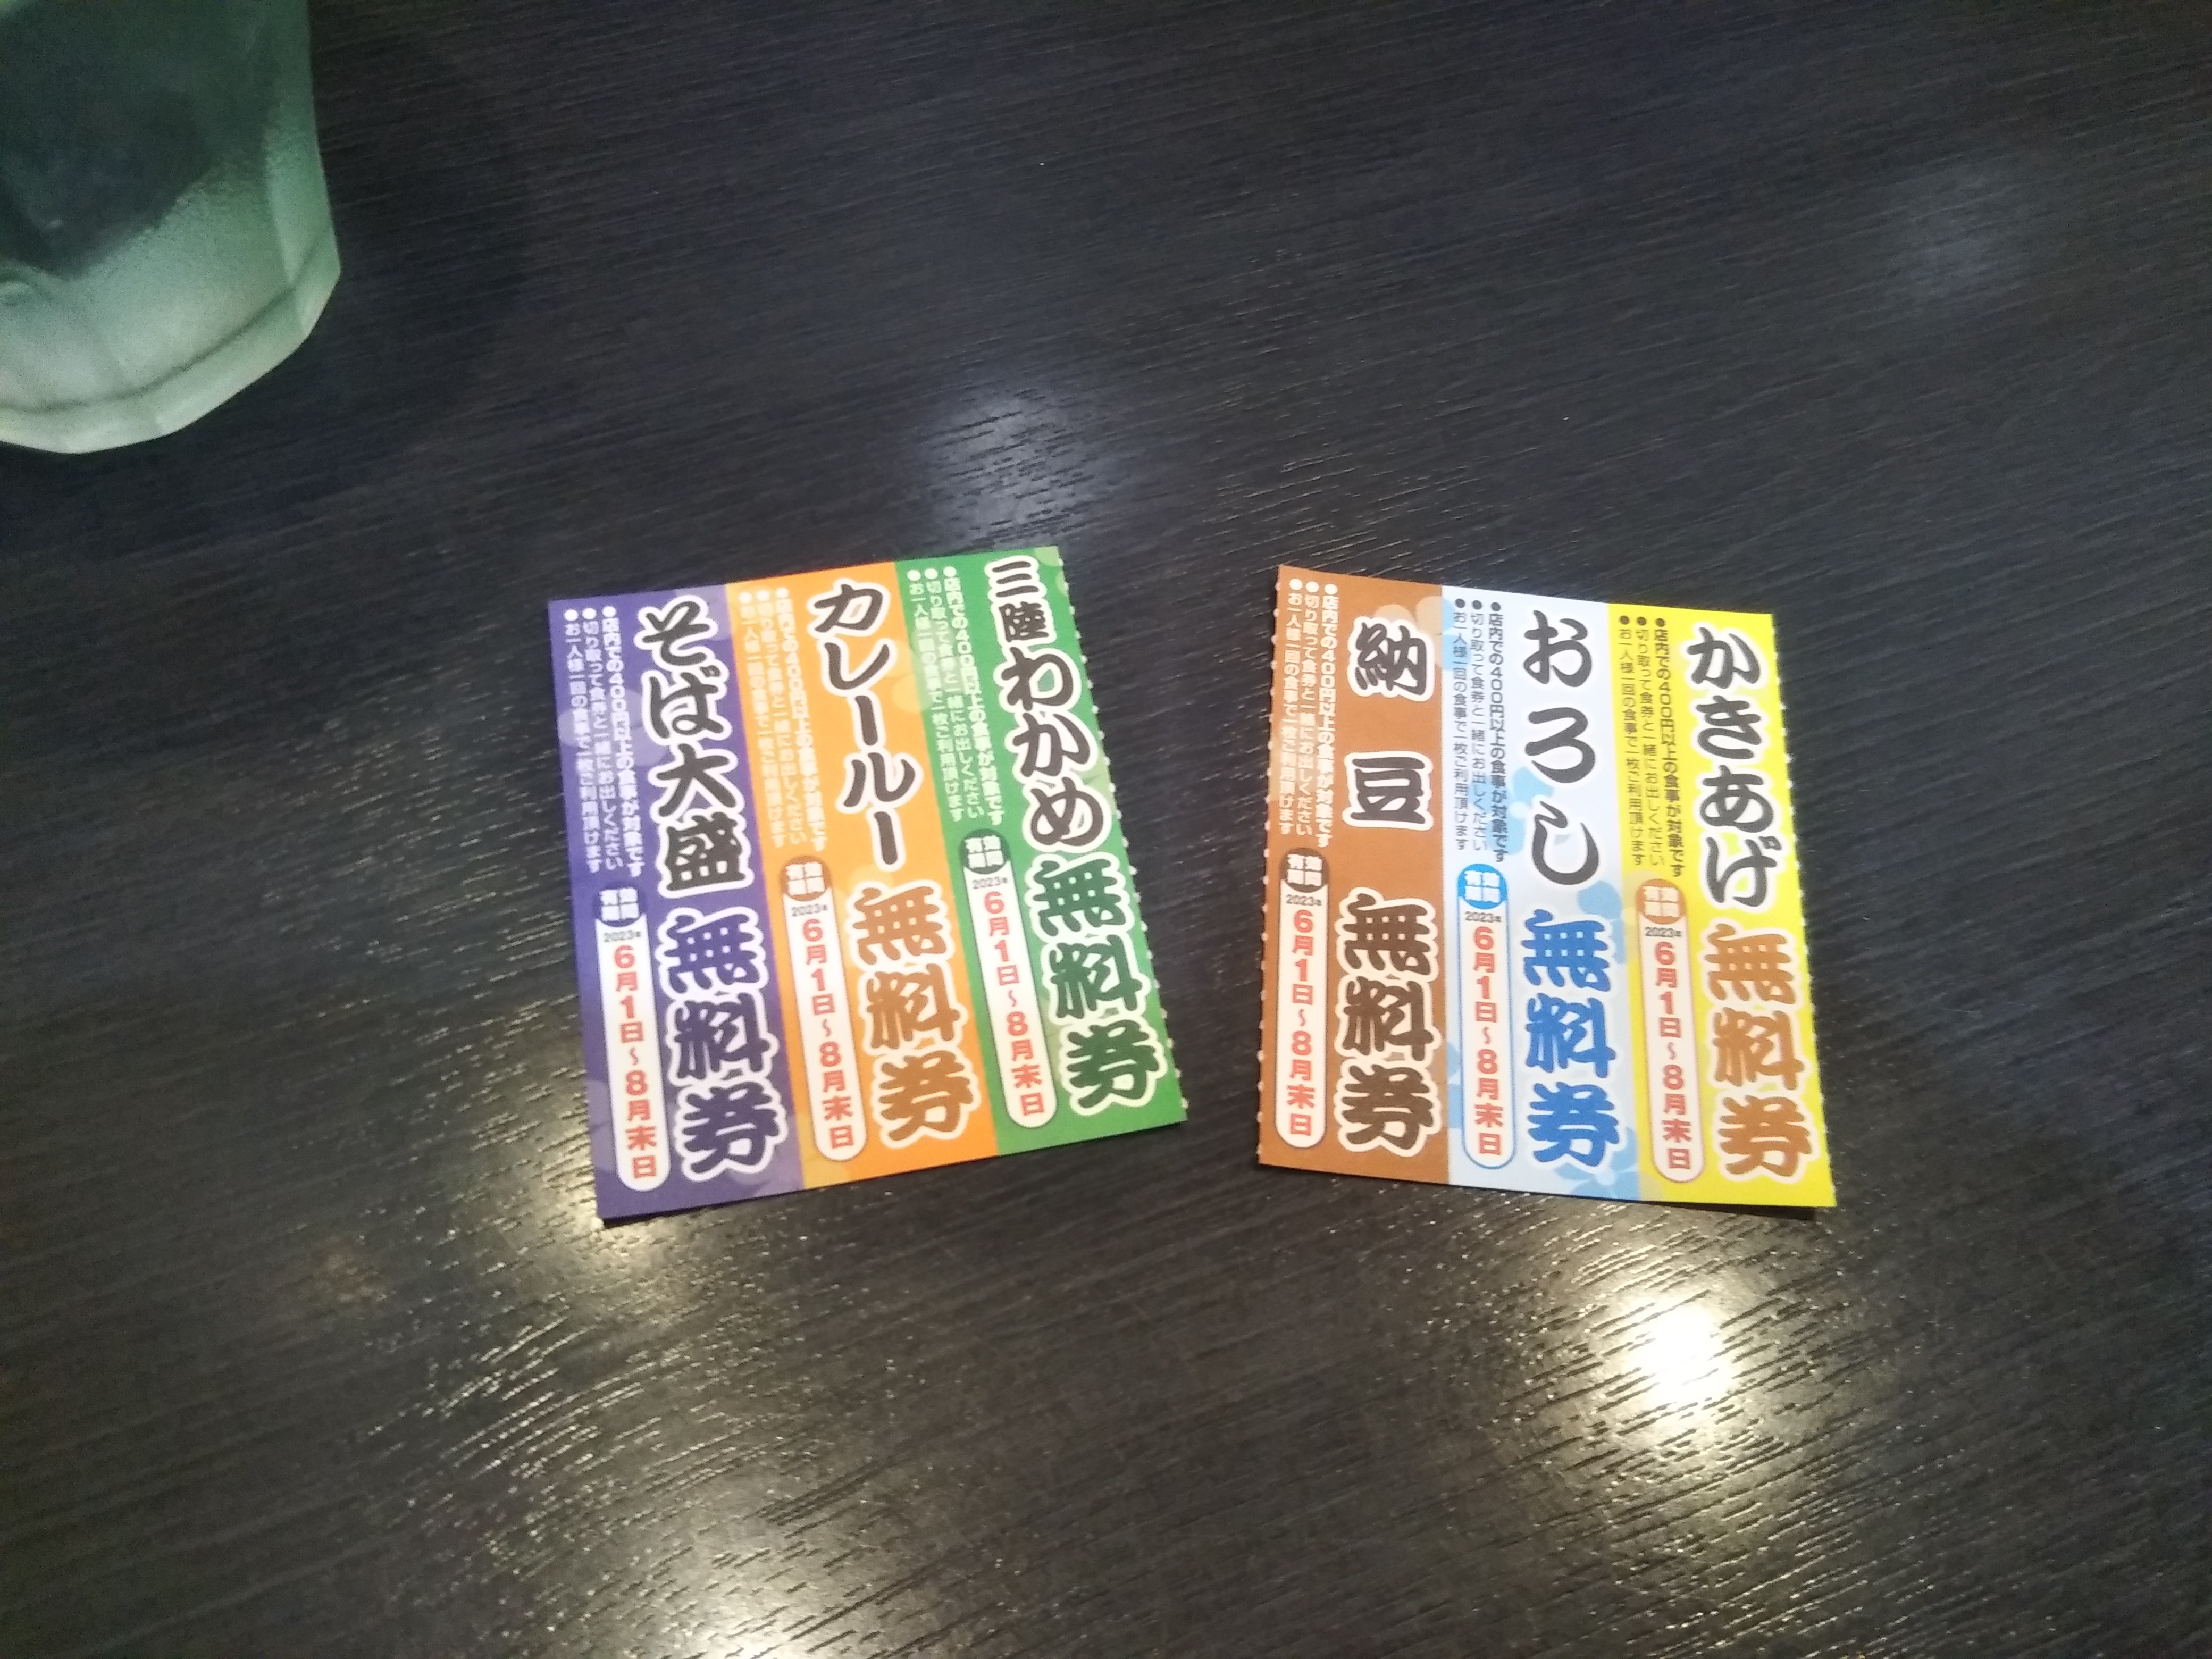 三陸わかめ 無料券
●店内での400円以上の食事が対象です
●切り取って食券と一緒にお出しください
●お一人様一回の食事で一枚ご利用頂けます
有効期間
2023年
6月1日～8月末日
カレールー 無料券
●店内での400円以上の食事が対象です
●切り取って食券と一緒にお出しください
●お一人様一回の食事で一枚ご利用頂けます
有効期間
2023年
6月1日～8月末日
そば大盛 無料券
●店内での400円以上の食事が対象です
●切り取って食券と一緒にお出しください
●お一人様一回の食事で一枚ご利用頂けます
有効期間
2023年
6月1日～8月末日
かきあげ 無料券
●店内での400円以上の食事が対象です
●切り取って食券と一緒にお出しください
●お一人様一回の食事で一枚ご利用頂けます
有効期間
2023年
6月1日～8月末日
おろし 無料券
●店内での400円以上の食事が対象です
●切り取って食券と一緒にお出しください
●お一人様一回の食事で一枚ご利用頂けます
有効期間
2023年
6月1日～8月末日
納豆 無料券
●店内での400円以上の食事が対象です
●切り取って食券と一緒にお出しください
●お一人様一回の食事で一枚ご利用頂けます
有効期間
2023年
6月1日～8月末日